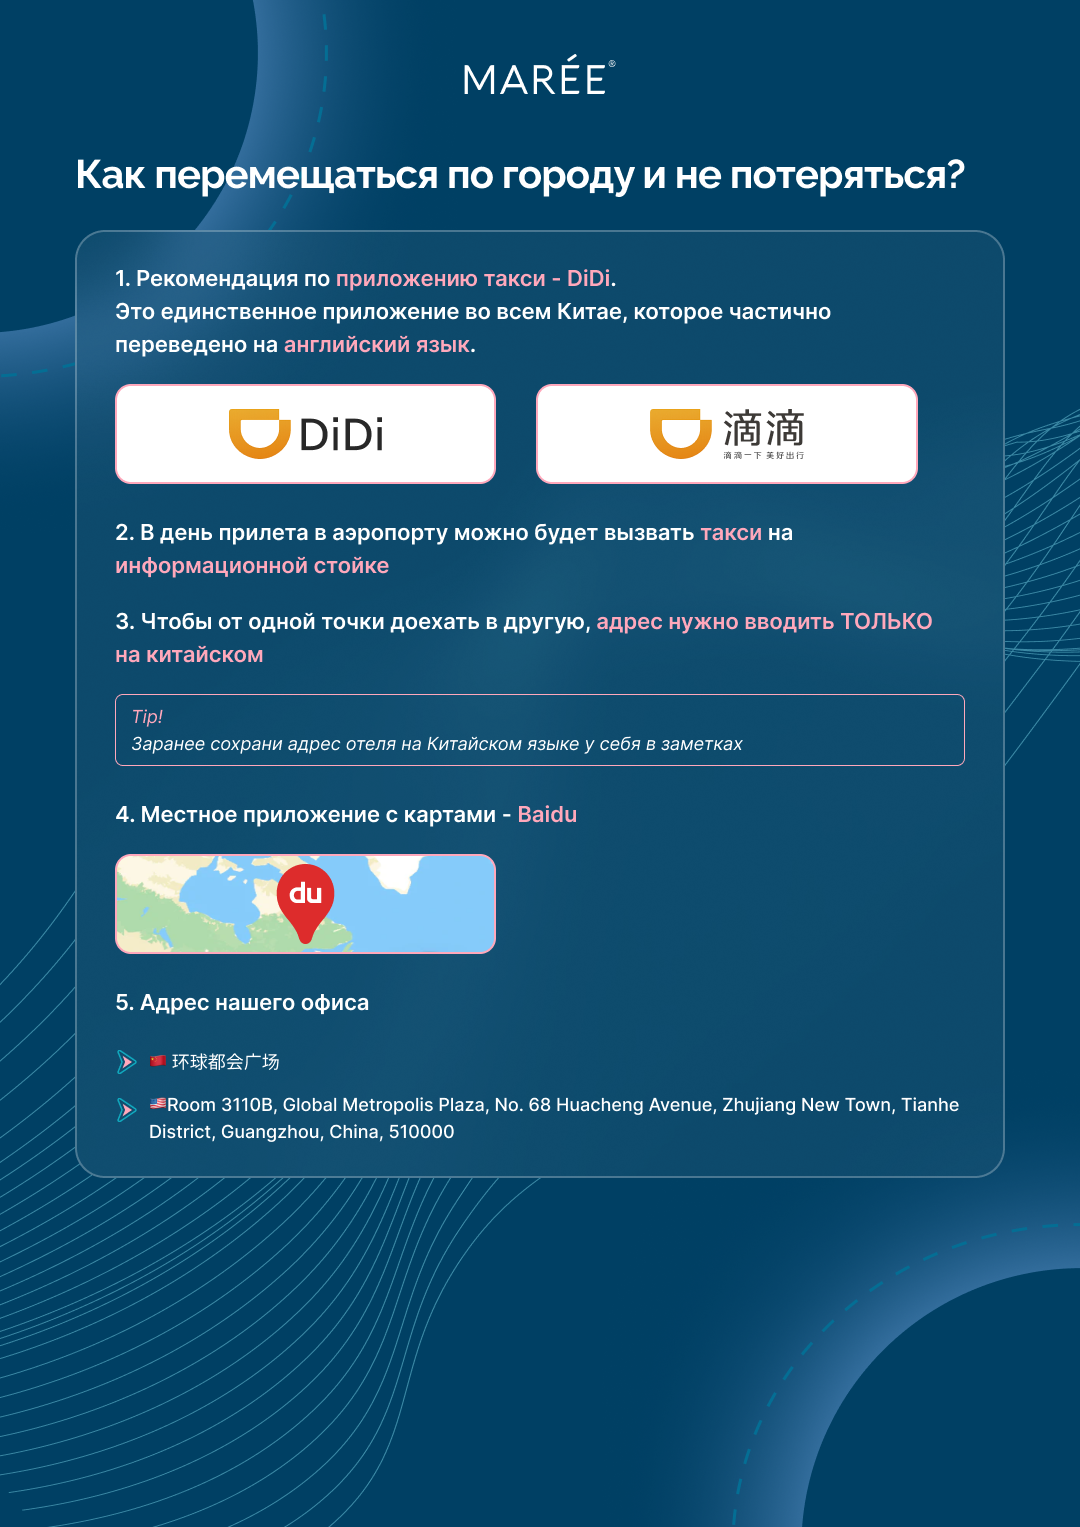 MARÉE®
Как перемещаться по городу и не потеряться?
1. Рекомендация по приложению такси - DiDi.
Это единственное приложение во всем Китае, которое частично
переведено на английский язык.
DiDi
滴滴
滴滴一下 美好出行
2. В день прилета в аэропорту можно будет вызвать такси на
информационной стойке
3. Чтобы от одной точки доехать в другую, адрес нужно вводить ТОЛЬКО
на китайском
Tip!
Заранее сохрани адрес отеля на Китайском языке у себя в заметках
4. Местное приложение с картами - Baidu
du
5. Адрес нашего офиса
🇨🇳 环球都会广场
🇺🇸Room 3110B, Global Metropolis Plaza, No. 68 Huacheng Avenue, Zhujiang New Town, Tianhe
District, Guangzhou, China, 510000